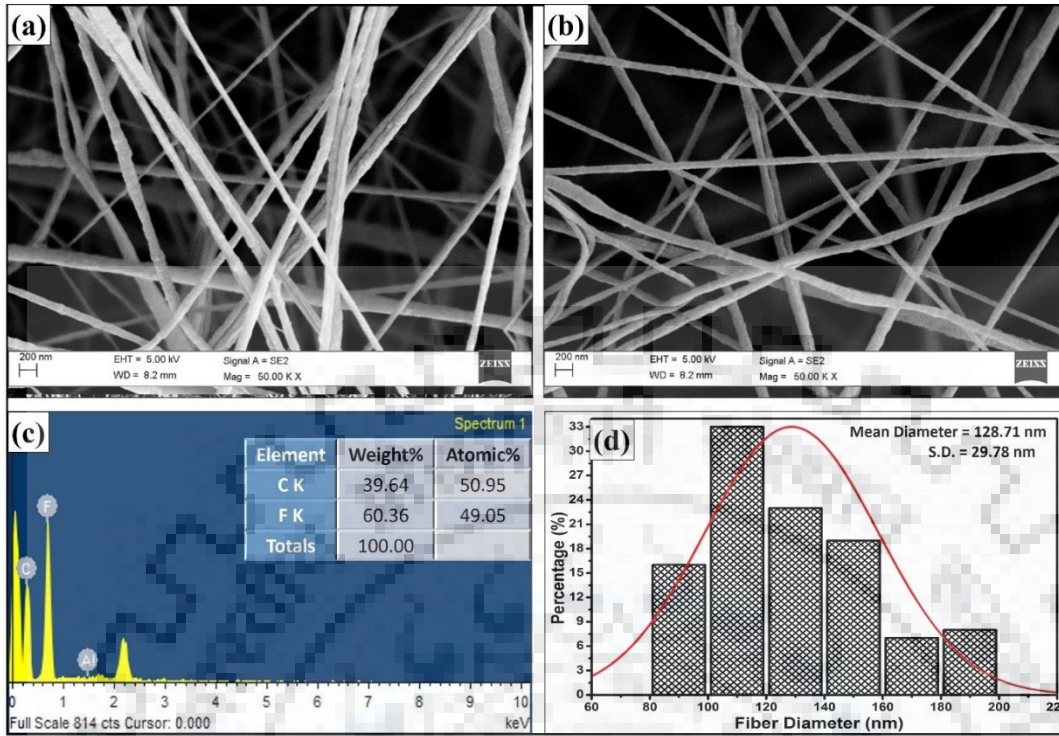 (a)
200 nm
EHT = 5.00 kV
WD = 8.2 mm
Signal A = SE2
Mag = 50.00 K X
ZEISS
(b)
200 nm
EHT = 5.00 kV
WD = 8.2 mm
Signal A = SE2
Mag = 50.00 K X
ZEISS
(c)
Spectrum 1
Element Weight% Atomic%
C K 39.64 50.95
F K 60.36 49.05
Totals 100.00
F
C
Al
0 1 2 3 4 5 6 7 8 9 10
Full Scale 814 cts Cursor: 0.000
keV
(d)
Mean Diameter = 128.71 nm
S.D. = 29.78 nm
Percentage (%)
33
30
27
24
21
18
15
12
9
6
3
0
60 80 100 120 140 160 180 200 22
Fiber Diameter (nm)